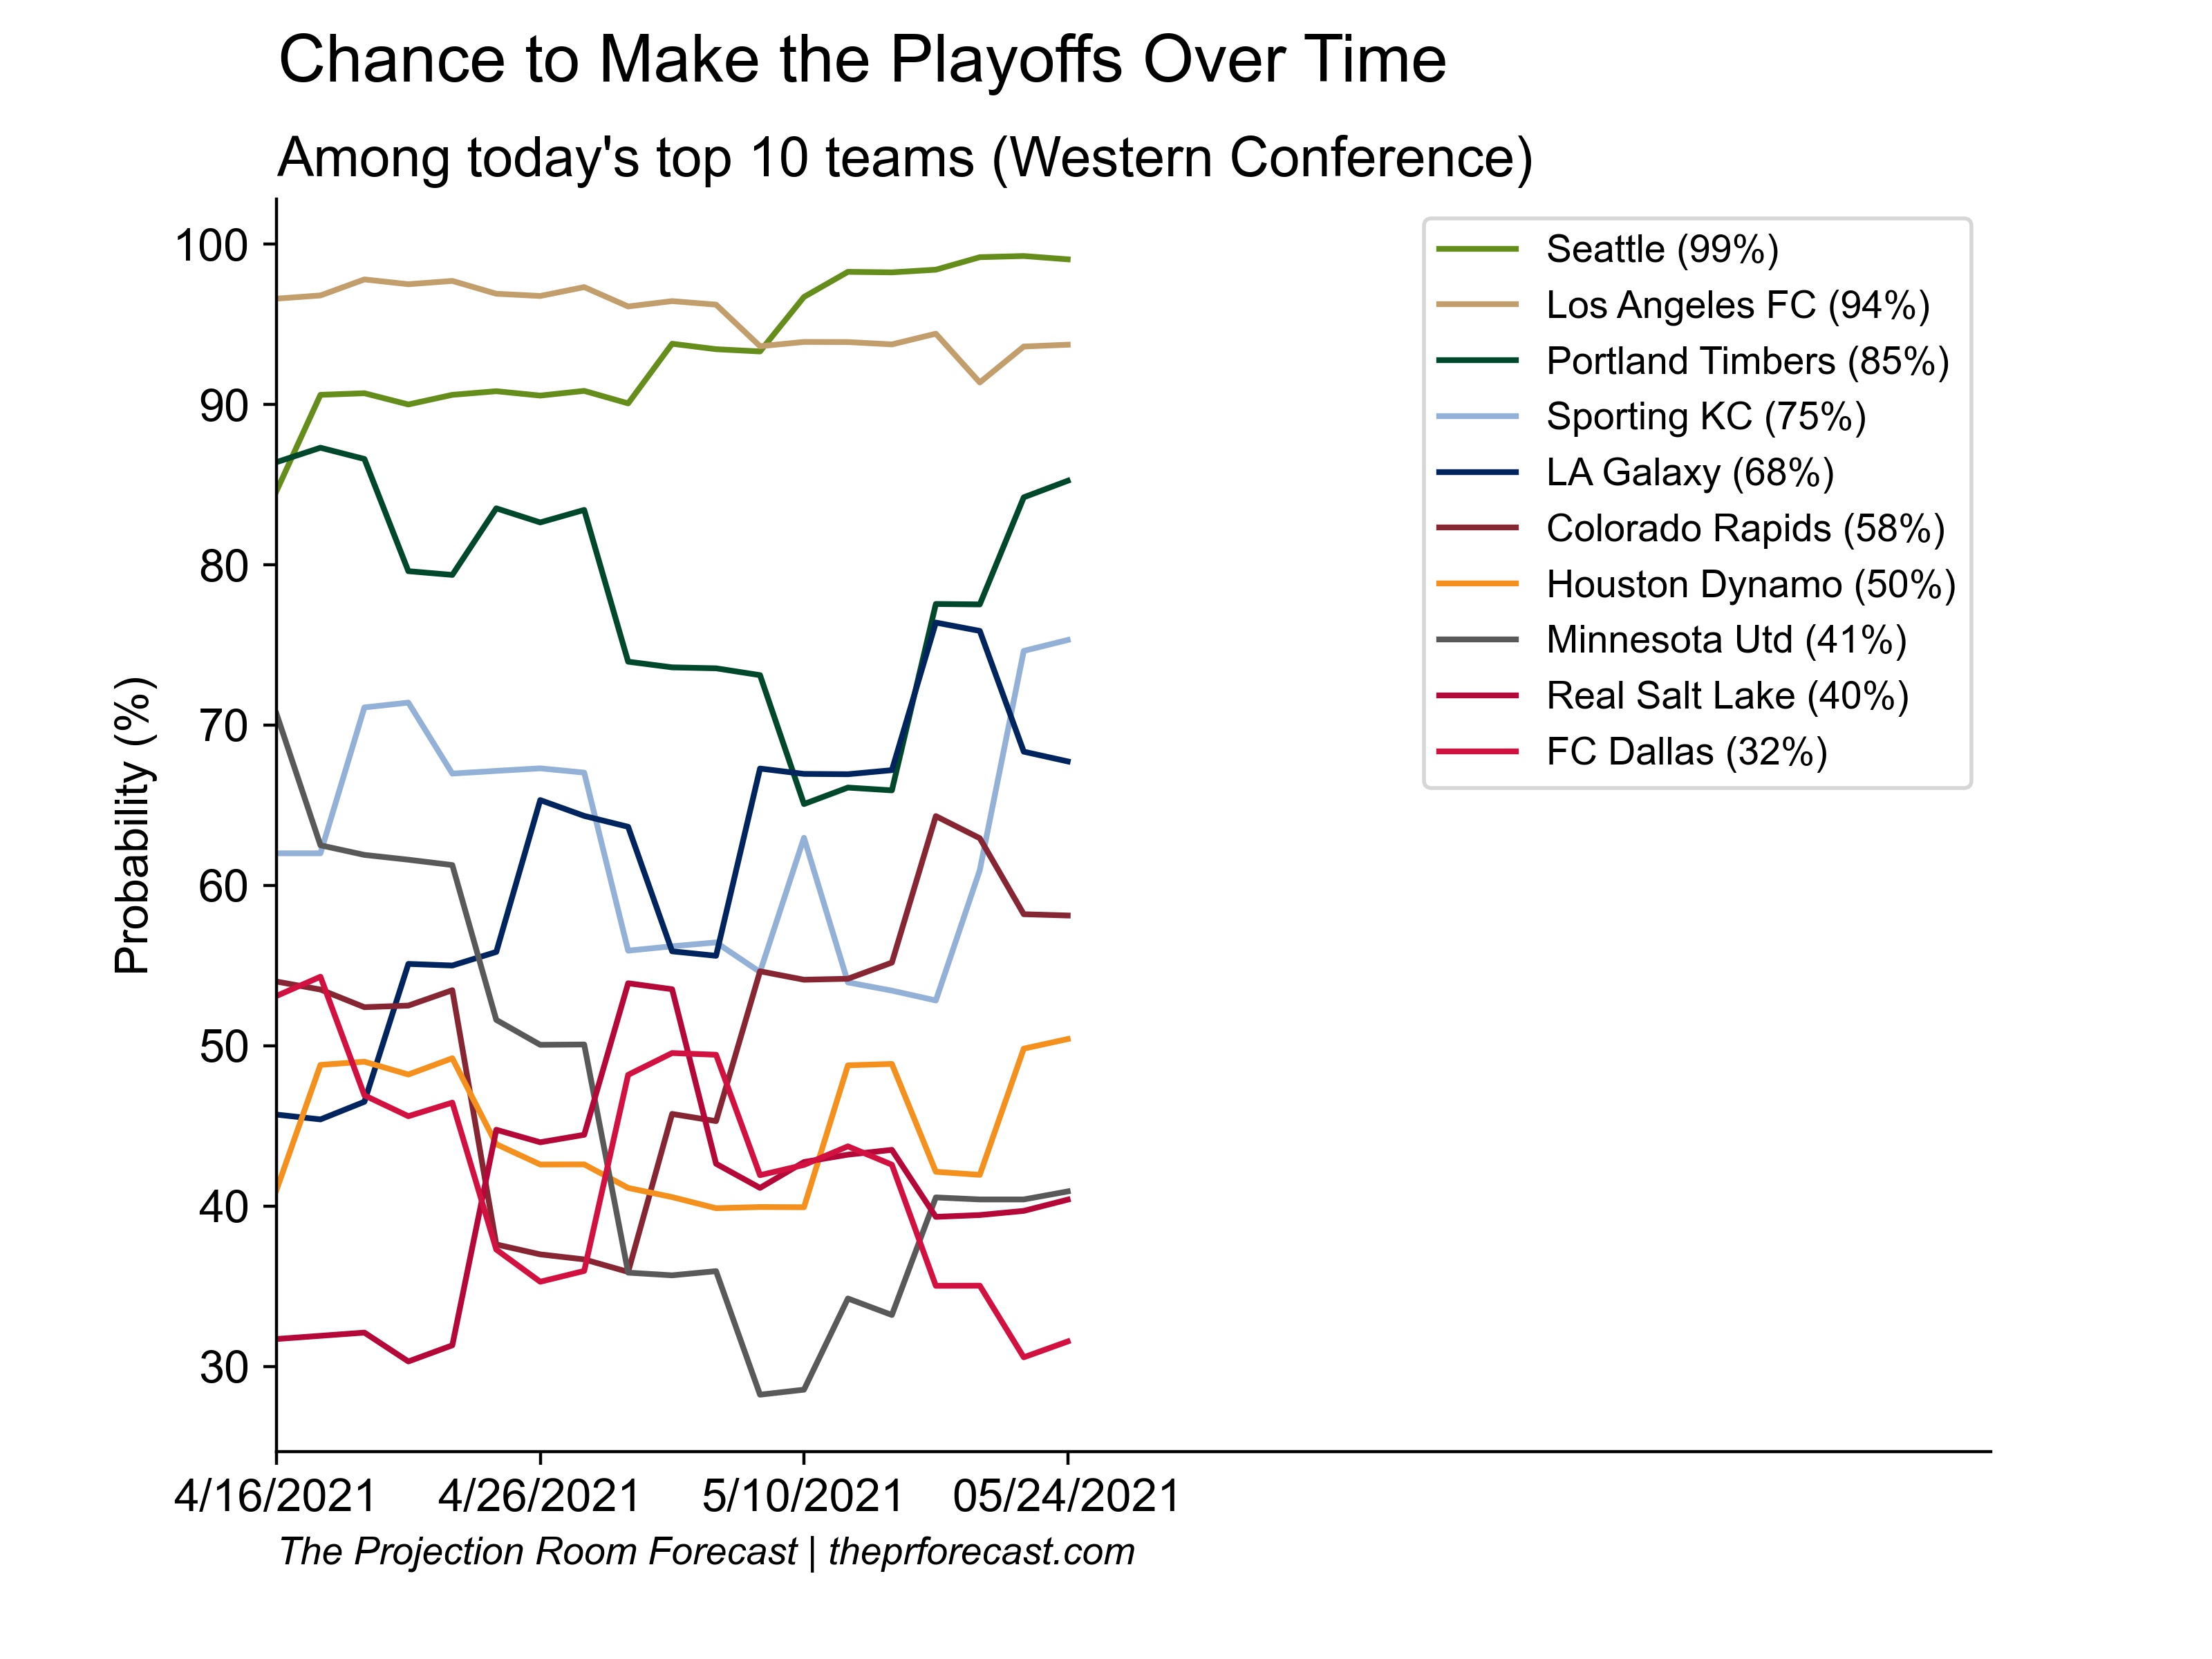 Chance to Make the Playoffs Over Time
Among today's top 10 teams (Western Conference)
100
90
80
70
60
50
40
30
Probability (%)
Seattle (99%)
Los Angeles FC (94%)
Portland Timbers (85%)
Sporting KC (75%)
LA Galaxy (68%)
Colorado Rapids (58%)
Houston Dynamo (50%)
Minnesota Utd (41%)
Real Salt Lake (40%)
FC Dallas (32%)
4/16/2021 4/26/2021 5/10/2021 05/24/2021
The Projection Room Forecast | theprforecast.com